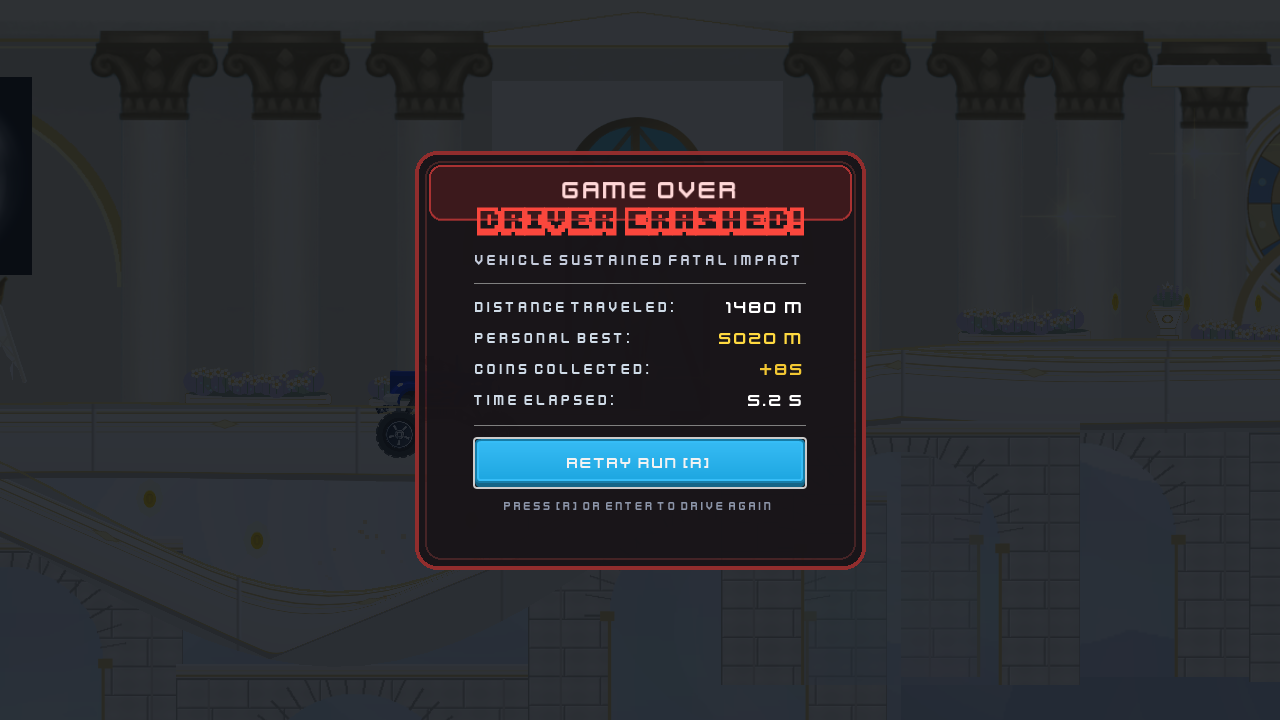 GAME OVER
DRIVER CRASHED!
VEHICLE SUSTAINED FATAL IMPACT
DISTANCE TRAVELED: 1480 M
PERSONAL BEST: 5020 M
COINS COLLECTED: +85
TIME ELAPSED: 5.2 S
RETRY RUN [R]
PRESS [R] OR ENTER TO DRIVE AGAIN